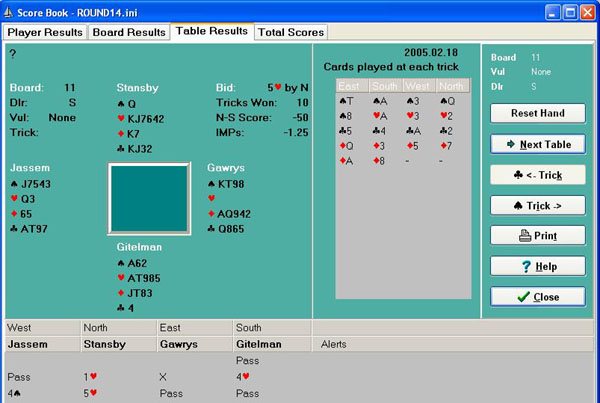 Score Book - ROUND14.ini
Player Results Board Results Table Results Total Scores
?
Board: 11
Dlr: S
Vul: None
Trick:
Stansby
♠ Q
♥ KJ7642
♦ K7
♣ KJ32
Bid: 5♥ by N
Tricks Won: 10
N-S Score: -50
IMPs: -1.25
Jassem
♠ J7543
♥ Q3
♦ 65
♣ AT97
Gawrys
♠ KT98
♥
♦ AQ942
♣ Q865
Gitelman
♠ A62
♥ AT985
♦ JT83
♣ 4
2005.02.18
Cards played at each trick
East South West North
♠T ♠A ♠3 ♠Q
♠8 ♥A ♥3 ♥2
♣5 ♣4 ♣A ♣2
♦Q ♦3 ♦5 ♦7
♦A ♦8 - -
Board 11
Vul None
Dlr S
Reset Hand
Next Table
♣ <- Trick
♠ Trick ->
Print
? Help
Close
West North East South
Jassem Stansby Gawrys Gitelman Alerts
Pass
Pass 1♥ X 4♥
4♠ 5♥ Pass Pass